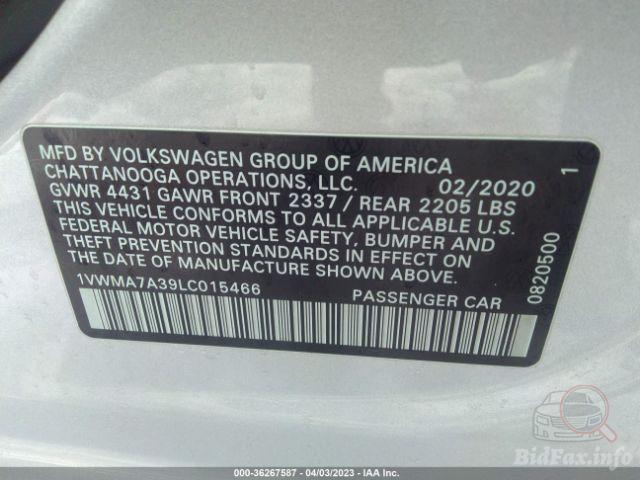 MFD BY VOLKSWAGEN GROUP OF AMERICA
CHATTANOOGA OPERATIONS, LLC. 02/2020
GVWR 4431 GAWR FRONT 2337 / REAR 2205 LBS
THIS VEHICLE CONFORMS TO ALL APPLICABLE U.S.
FEDERAL MOTOR VEHICLE SAFETY, BUMPER AND
THEFT PREVENTION STANDARDS IN EFFECT ON
THE DATE OF MANUFACTURE SHOWN ABOVE.
1VWMA7A39LC015466 PASSENGER CAR
0820500 1
000-36267587 - 04/03/2023 - IAA Inc.
BidFax.info